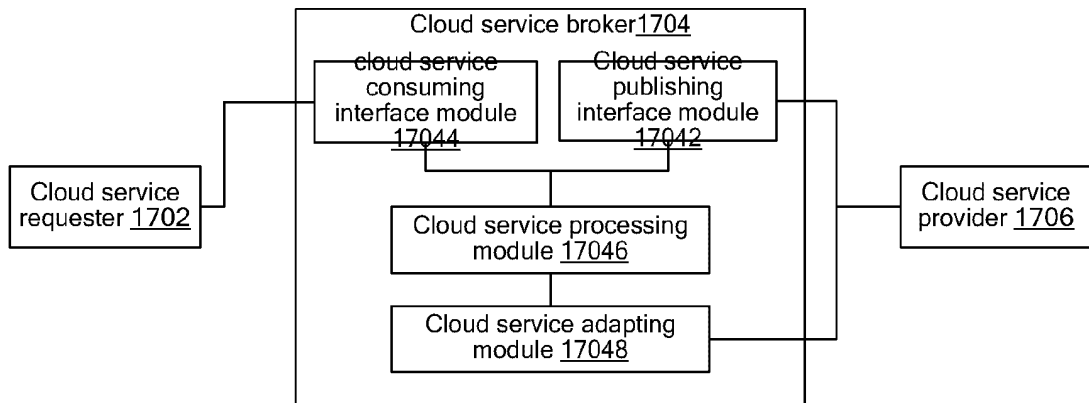 Cloud service broker1704
cloud service
consuming
interface module
17044
Cloud service
publishing
interface module
17042
Cloud service
requester 1702
Cloud service processing
module 17046
Cloud service
provider 1706
Cloud service adapting
module 17048